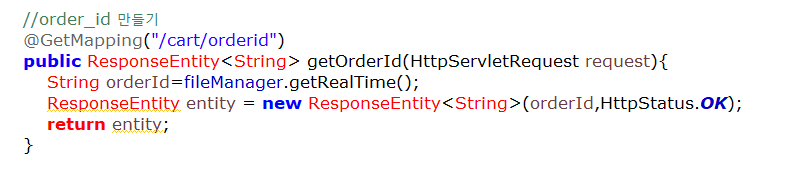 //order_id 만들기
@GetMapping("/cart/orderid")
public ResponseEntity<String> getOrderId(HttpServletRequest request){
String orderId=fileManager.getRealTime();
ResponseEntity entity = new ResponseEntity<String>(orderId,HttpStatus.OK);
return entity;
}